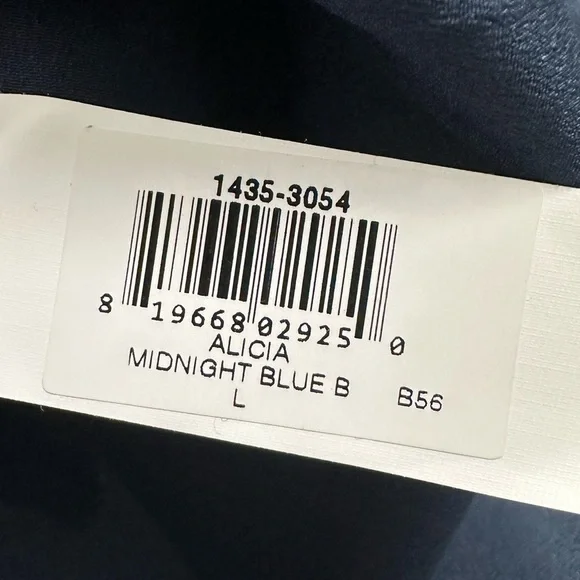 1435-3054
8 19668 02925 0
ALICIA
MIDNIGHT BLUE B B56
L